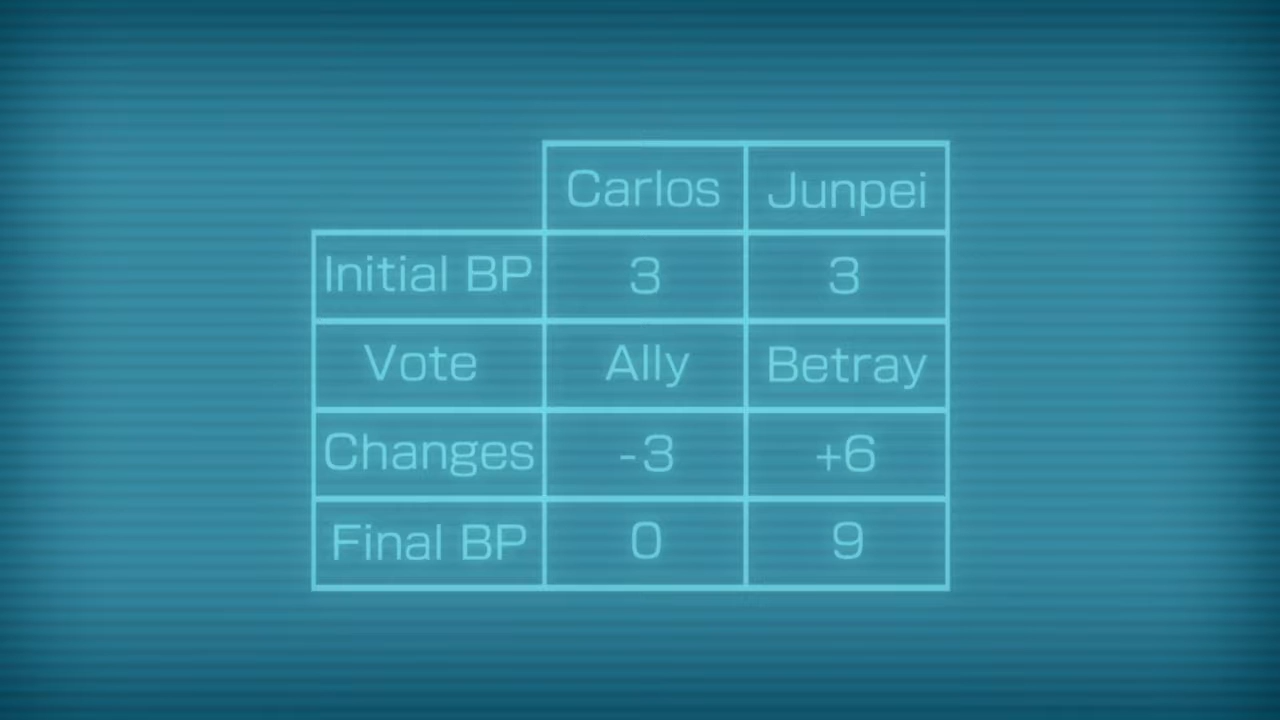 Carlos Junpei
Initial BP 3 3
Vote Ally Betray
Changes -3 +6
Final BP 0 9